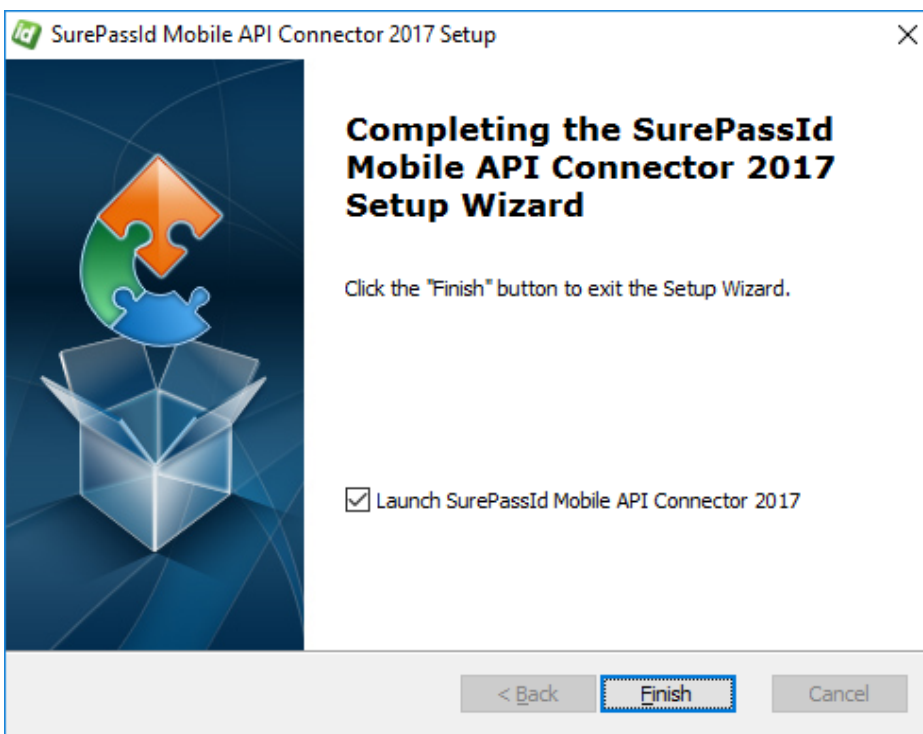 id SurePassId Mobile API Connector 2017 Setup
Completing the SurePassId
Mobile API Connector 2017
Setup Wizard
Click the "Finish" button to exit the Setup Wizard.
Launch SurePassId Mobile API Connector 2017
< Back Finish Cancel